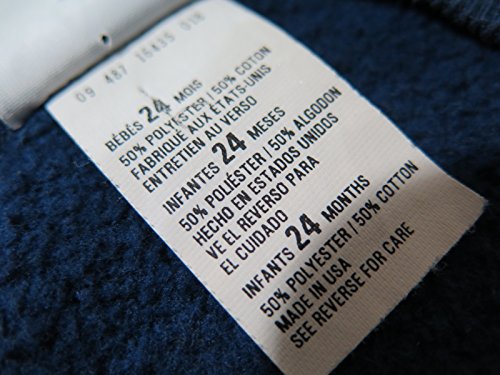 09 487 15435 018
BÉBÉS 24 MOIS
50% POLYESTER / 50% COTON
FABRIQUÉ AUX ÉTATS-UNIS
ENTRETIEN AU VERSO
INFANTES 24 MESES
50% POLIÉSTER / 50% ALGODON
HECHO EN ESTADOS UNIDOS
VE EL REVERSO PARA
EL CUIDADO
INFANTS 24 MONTHS
50% POLYESTER / 50% COTTON
MADE IN USA
SEE REVERSE FOR CARE